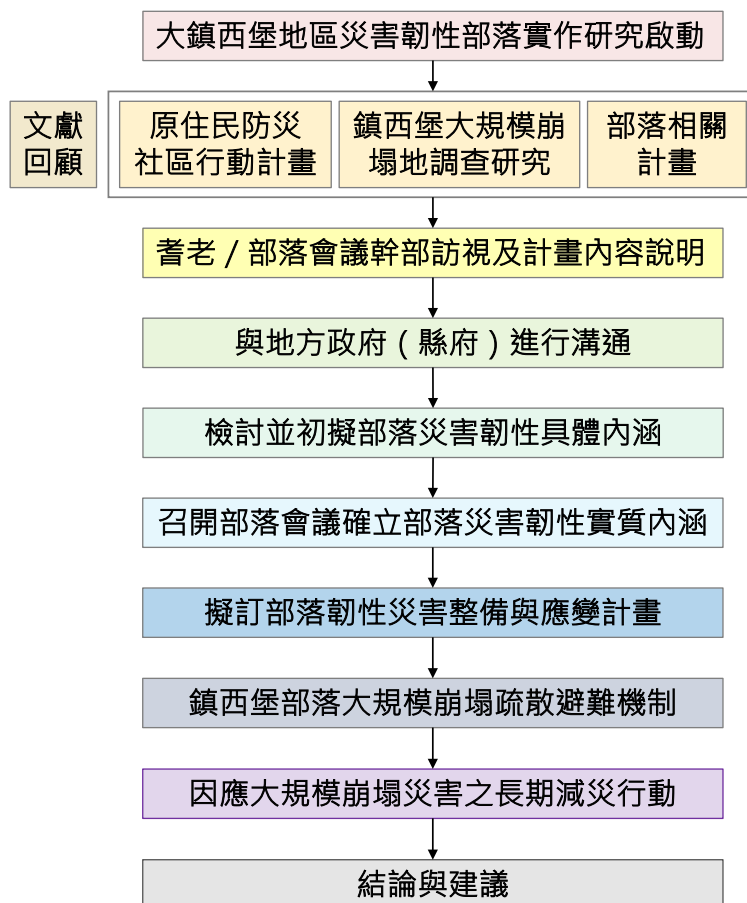 大鎮西堡地區災害韌性部落實作研究啟動
文獻
回顧
原住民防災
社區行動計畫
鎮西堡大規模崩
塌地調查研究
部落相關
計畫
耆老/部落會議幹部訪視及計畫內容說明
與地方政府(縣府)進行溝通
檢討並初擬部落災害韌性具體內涵
召開部落會議確立部落災害韌性實質內涵
擬訂部落韌性災害整備與應變計畫
鎮西堡部落大規模崩塌疏散避難機制
因應大規模崩塌災害之長期減災行動
結論與建議